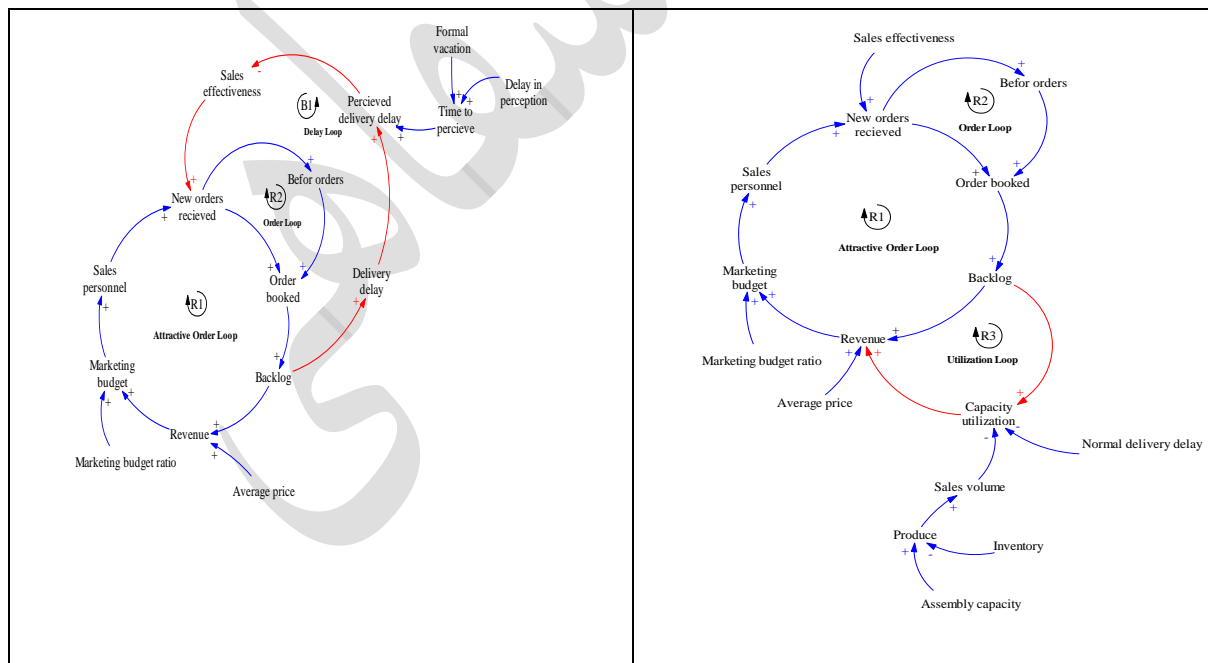 Formal
vacation
Delay in
perception
Time to
percieve
Percieved
delivery delay
Sales
effectiveness
-
B1
Delay Loop
+
+
+
+
+
Befor orders
+
R2
Order Loop
New orders
recieved
+
+
Order
booked
+
+
Delivery
delay
+
Sales
personnel
+
R1
Attractive Order Loop
Marketing
budget
+
+
Backlog
+
Revenue
+
+
Marketing budget ratio
Average price
Sales effectiveness
+
Befor orders
+
R2
Order Loop
New orders
recieved
+
+
+
Order booked
Sales
personnel
+
R1
Attractive Order Loop
+
Backlog
Marketing
budget
+
+
+
Revenue
+
+
R3
Utilization Loop
Marketing budget ratio
Average price
+
Capacity
utilization
-
-
Normal delivery delay
Sales volume
+
Produce
+
-
Inventory
Assembly capacity